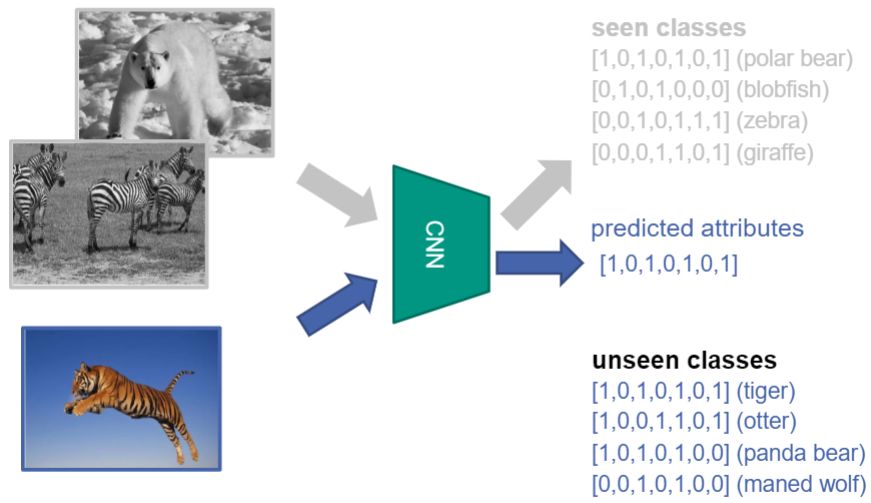 seen classes
[1,0,1,0,1,0,1] (polar bear)
[0,1,0,1,0,0,0] (blobfish)
[0,0,1,0,1,1,1] (zebra)
[0,0,0,1,1,0,1] (giraffe)
CNN
predicted attributes
[1,0,1,0,1,0,1]
unseen classes
[1,0,1,0,1,0,1] (tiger)
[1,0,0,1,1,0,1] (otter)
[1,0,1,0,1,0,0] (panda bear)
[0,0,1,0,1,0,0] (maned wolf)